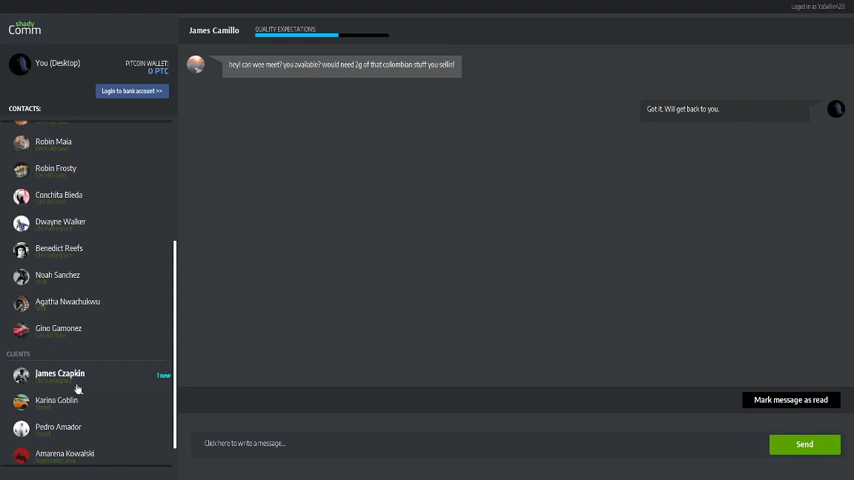 Logged in as YaSellin420
shady
Comm
James Camillo
QUALITY EXPECTATIONS:
You (Desktop)
PITCOIN WALLET:
0 PTC
Login to bank account >>
hey! can wee meet? you available? would need 2g of that collombian stuff you sellin!
Got it. Will get back to you.
CONTACTS:
Robin Maia
Robin Frosty
Conchita Bieda
Dwayne Walker
Benedict Reefs
Noah Sanchez
Agatha Nwachukwu
Gino Gamonez
CLIENTS
James Czapkin
1 new
Karina Goblin
Pedro Amador
Amarena Kowalski
Mark message as read
Click here to write a message...
Send